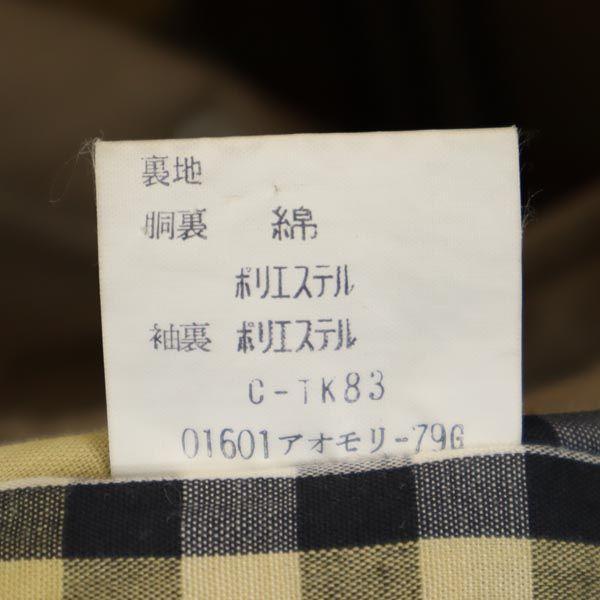 裏地
胴裏 綿
ポリエステル
袖裏 ポリエステル
C-TK83
01601アオモリ-79G